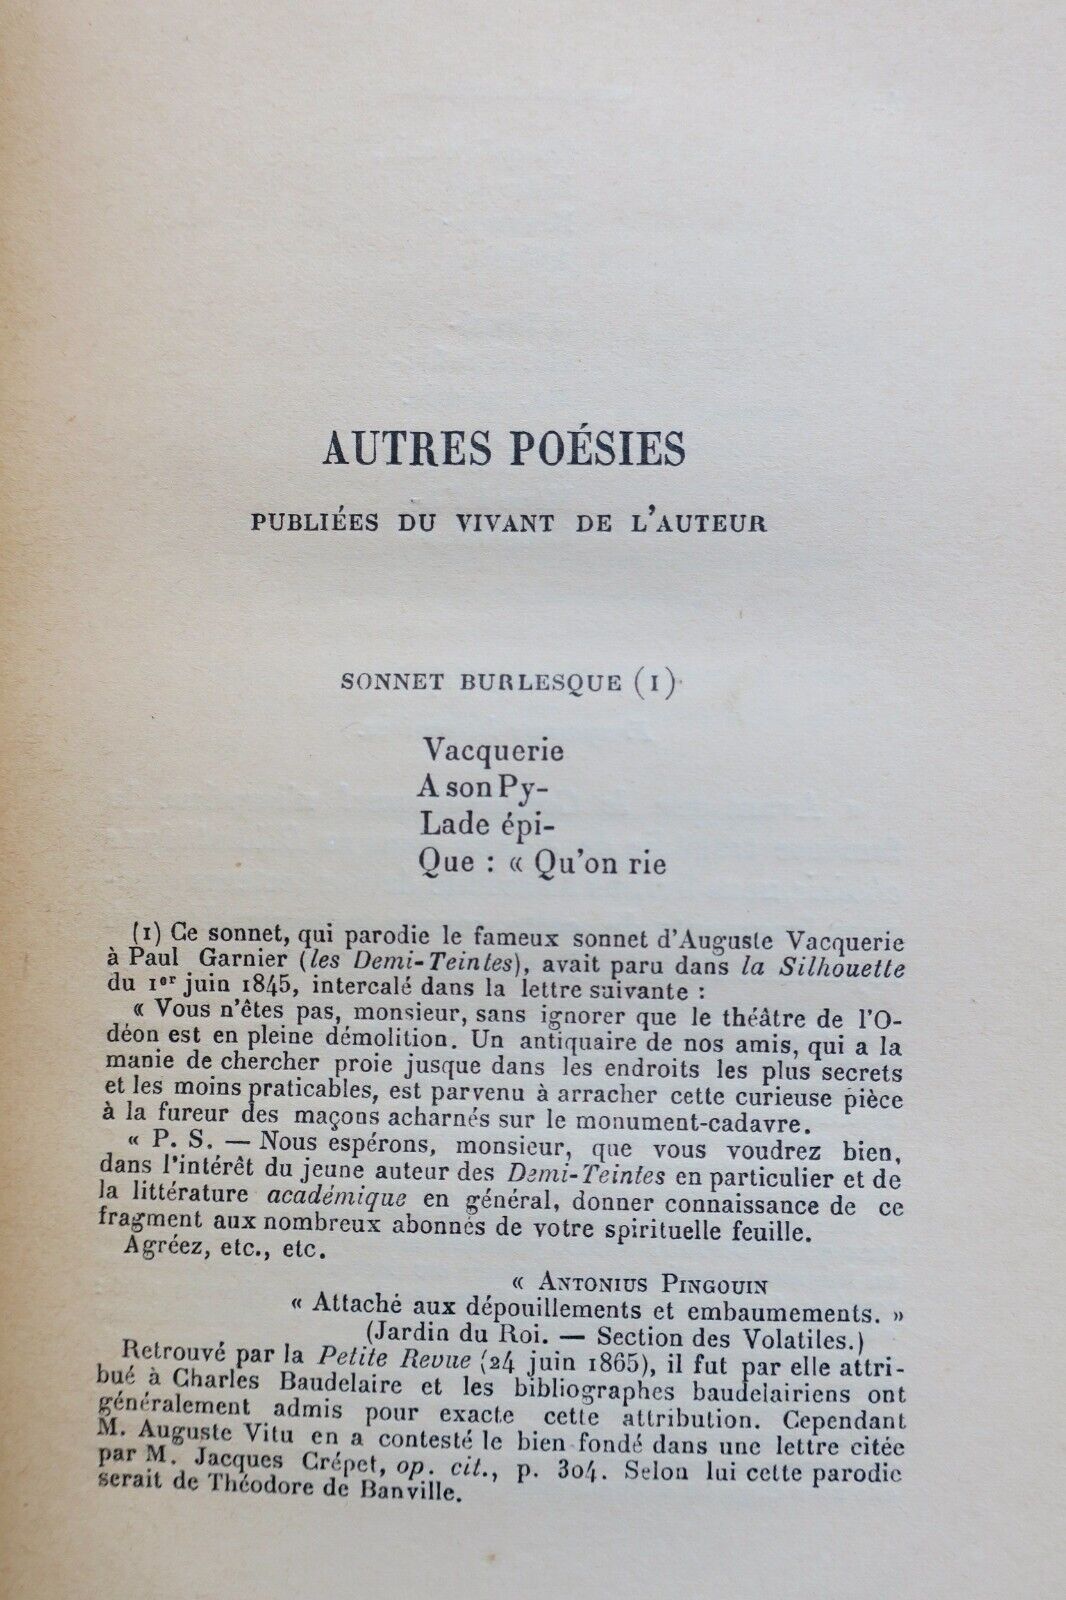 AUTRES POÉSIES
PUBLIÉES DU VIVANT DE L'AUTEUR
SONNET BURLESQUE (1)
Vacquerie
A son Py-
Lade épi-
Que : « Qu'on rie
(1) Ce sonnet, qui parodie le fameux sonnet d'Auguste Vacquerie
à Paul Garnier (les Demi-Teintes), avait paru dans la Silhouette
du 1er juin 1845, intercalé dans la lettre suivante :
« Vous n'êtes pas, monsieur, sans ignorer que le théâtre de l'O-
déon est en pleine démolition. Un antiquaire de nos amis, qui a la
manie de chercher proie jusque dans les endroits les plus secrets
et les moins praticables, est parvenu à arracher cette curieuse pièce
à la fureur des maçons acharnés sur le monument-cadavre.
« P. S. — Nous espérons, monsieur, que vous voudrez bien,
dans l'intérêt du jeune auteur des Demi-Teintes en particulier et de
la littérature académique en général, donner connaissance de ce
fragment aux nombreux abonnés de votre spirituelle feuille.
Agréez, etc., etc.
« ANTONIUS PINGOUIN
« Attaché aux dépouillements et embaumements. »
(Jardin du Roi. — Section des Volatiles.)
Retrouvé par la Petite Revue (24 juin 1865), il fut par elle attri-
bué à Charles Baudelaire et les bibliographes baudelairiens ont
généralement admis pour exacte cette attribution. Cependant
M. Auguste Vitu en a contesté le bien fondé dans une lettre citée
par M. Jacques Crépet, op. cit., p. 304. Selon lui cette parodie
serait de Théodore de Banville.